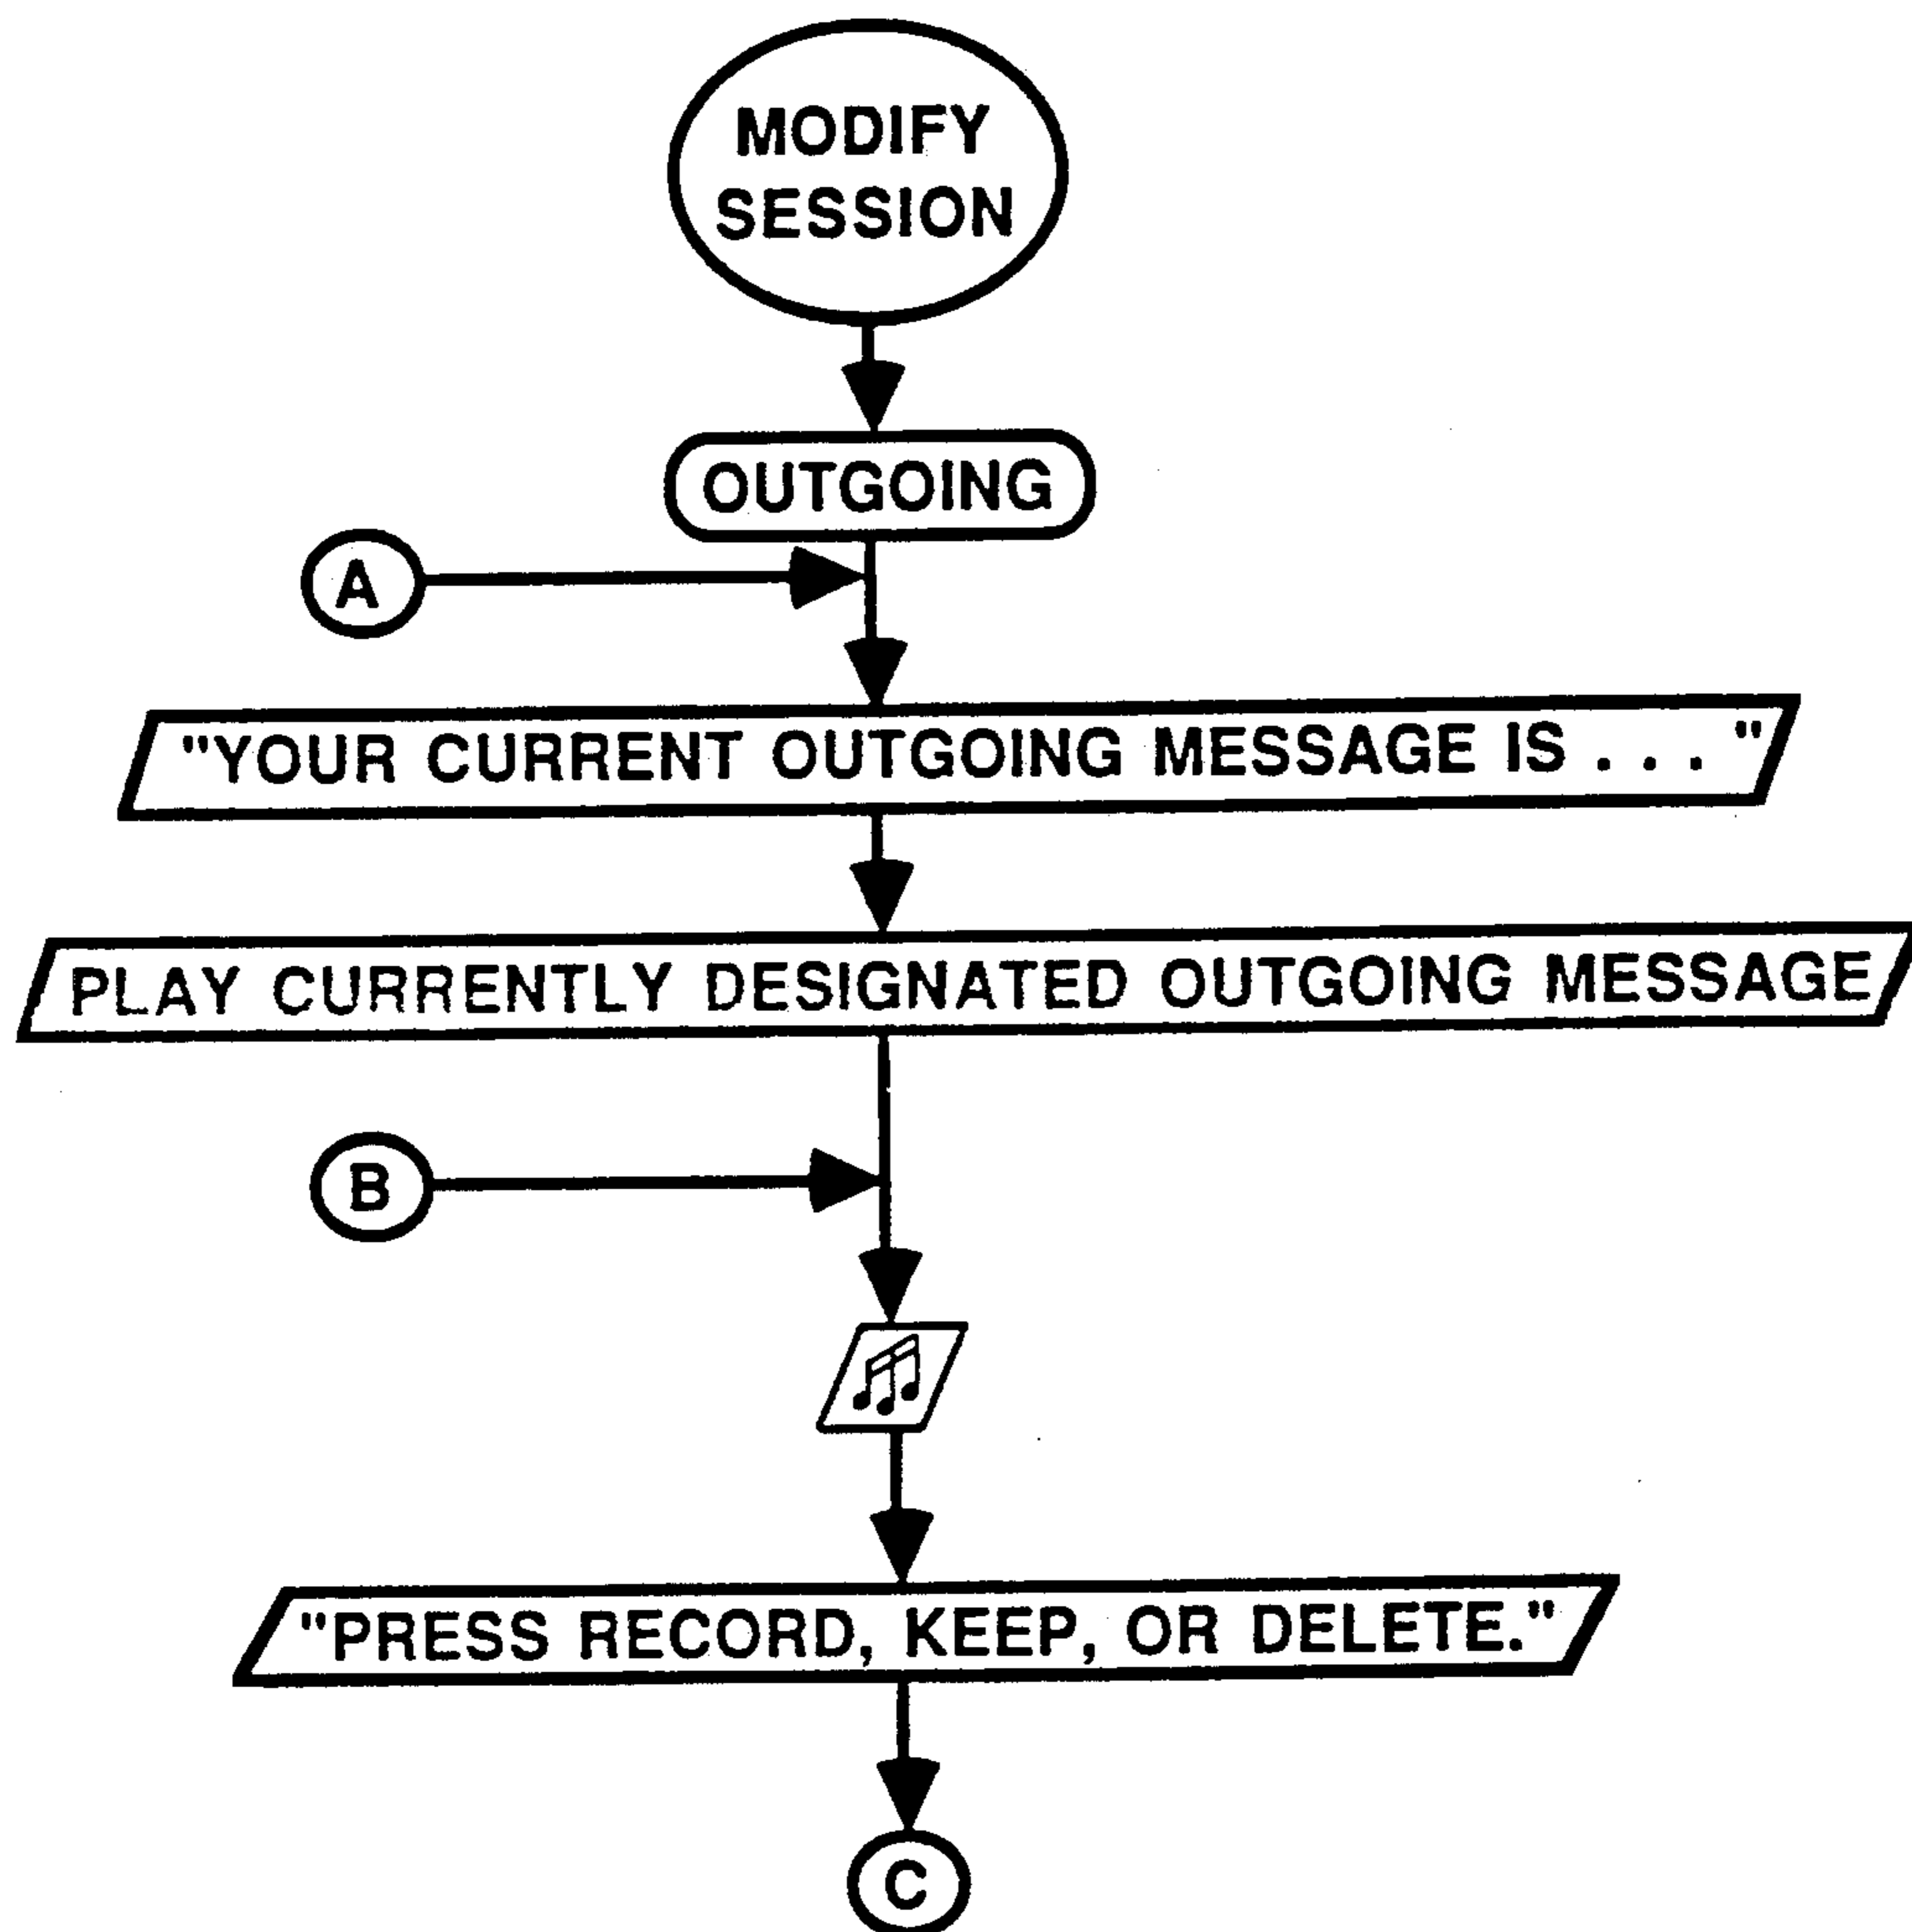 MODIFY
SESSION
OUTGOING
A
"YOUR CURRENT OUTGOING MESSAGE IS . . . "
PLAY CURRENTLY DESIGNATED OUTGOING MESSAGE
B
"PRESS RECORD, KEEP, OR DELETE."
C